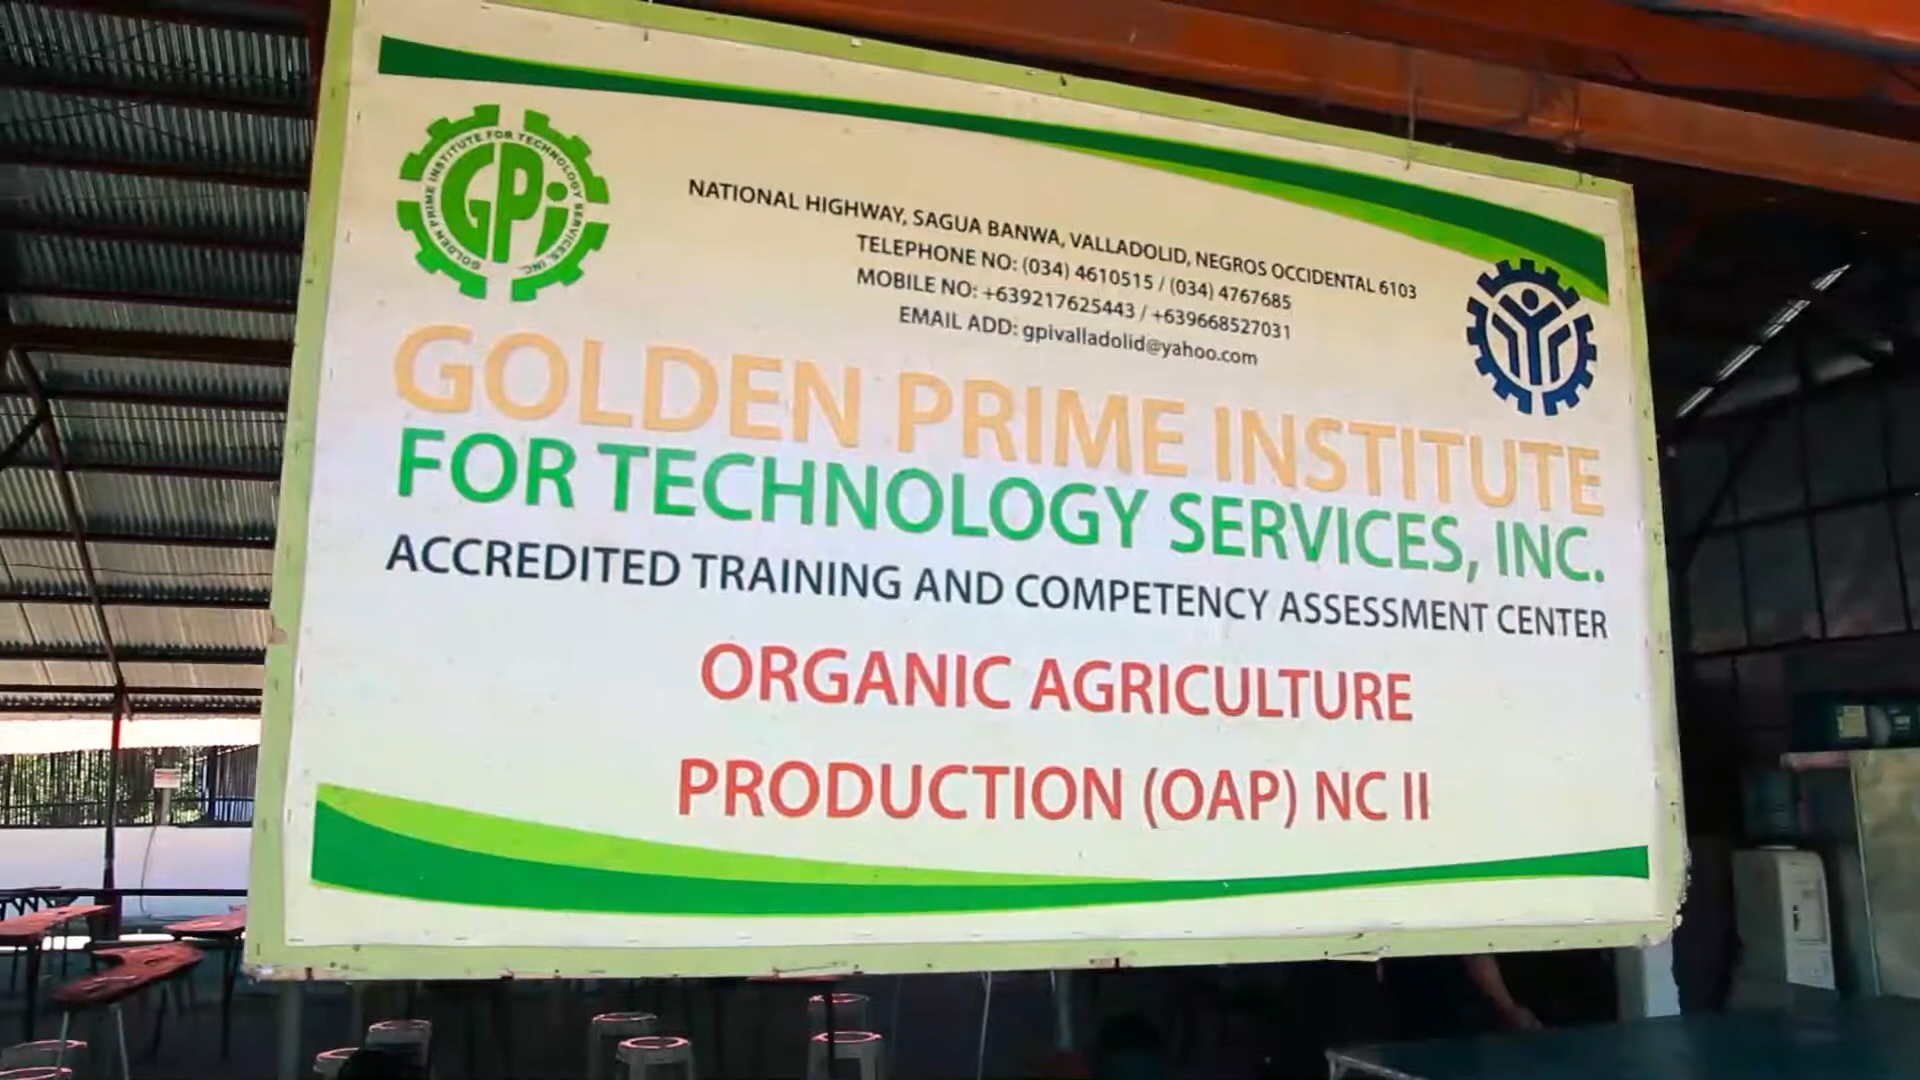 GOLDEN PRIME INSTITUTE FOR TECHNOLOGY SERVICES, INC.
GPi
NATIONAL HIGHWAY, SAGUA BANWA, VALLADOLID, NEGROS OCCIDENTAL 6103
TELEPHONE NO: (034) 4610515 / (034) 4767685
MOBILE NO: +639217625443 / +639668527031
EMAIL ADD: gpivalladolid@yahoo.com
GOLDEN PRIME INSTITUTE
FOR TECHNOLOGY SERVICES, INC.
ACCREDITED TRAINING AND COMPETENCY ASSESSMENT CENTER
ORGANIC AGRICULTURE
PRODUCTION (OAP) NC II